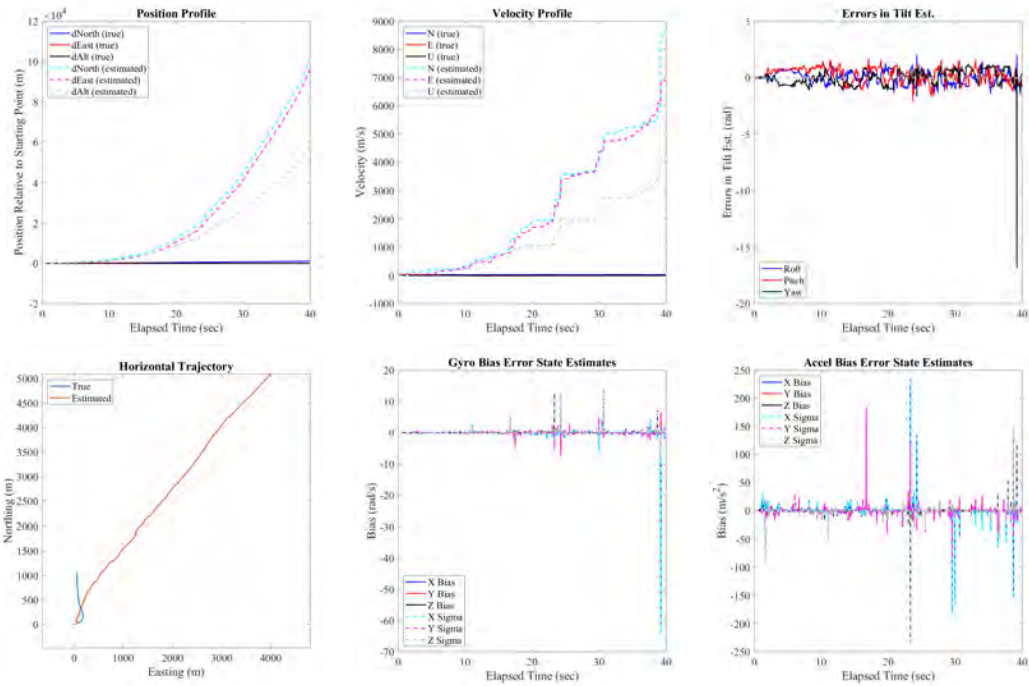 Position Profile
12
×10⁴
dNorth (true)
dEast (true)
dAlt (true)
dNorth (estimated)
dEast (estimated)
dAlt (estimated)
10
8
6
4
2
0
-2
0
10
20
30
40
Elapsed Time (sec)
Position Relative to Starting Point (m)
Velocity Profile
9000
8000
7000
6000
5000
4000
3000
2000
1000
0
-1000
N (true)
E (true)
U (true)
N (estimated)
E (estimated)
U (estimated)
0
10
20
30
40
Elapsed Time (sec)
Velocity (m/s)
Errors in Tilt Est.
5
0
-5
-10
-15
-20
Roll
Pitch
Yaw
0
10
20
30
40
Elapsed Time (sec)
Errors in Tilt Est. (rad)
Horizontal Trajectory
True
Estimated
5000
4500
4000
3500
3000
2500
2000
1500
1000
500
0
0
1000
2000
3000
4000
Easting (m)
Northing (m)
Gyro Bias Error State Estimates
20
10
0
-10
-20
-30
-40
-50
-60
-70
X Bias
Y Bias
Z Bias
X Sigma
Y Sigma
Z Sigma
0
10
20
30
40
Elapsed Time (sec)
Bias (rad/s)
Accel Bias Error State Estimates
250
200
150
100
50
0
-50
-100
-150
-200
-250
X Bias
Y Bias
Z Bias
X Sigma
Y Sigma
Z Sigma
0
10
20
30
40
Elapsed Time (sec)
Bias (m/s²)